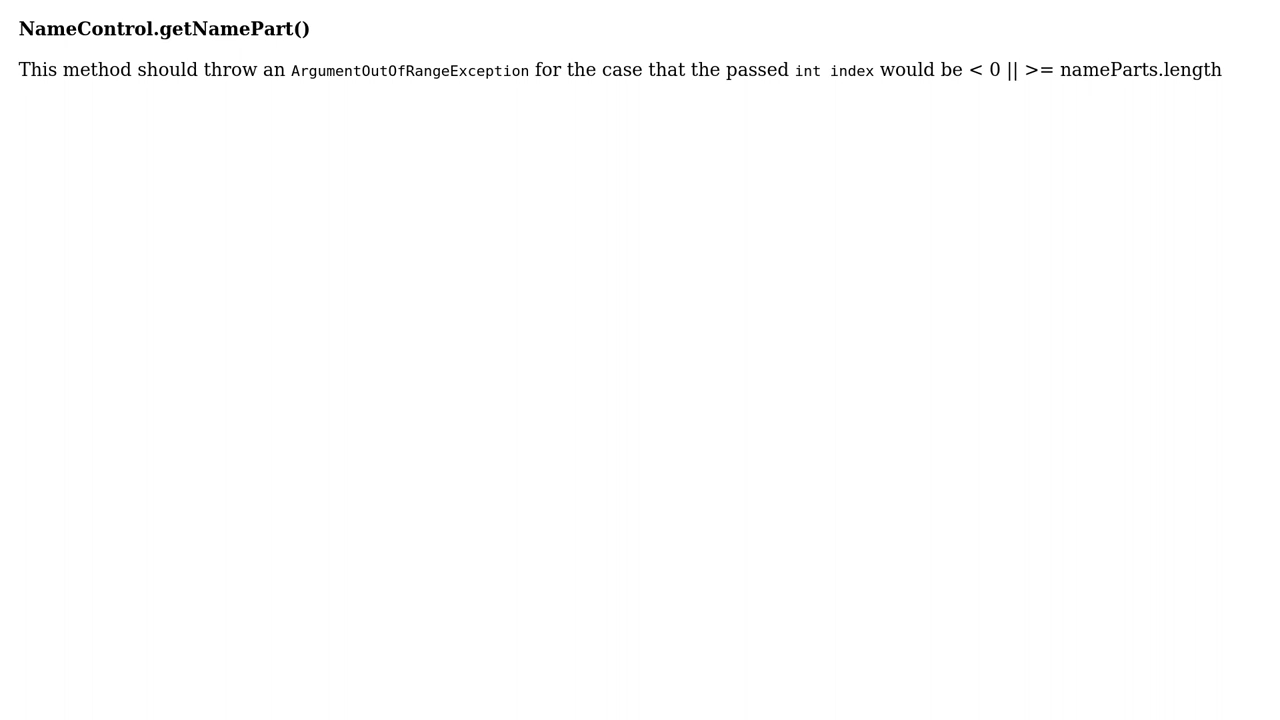 NameControl.getNamePart()
This method should throw an ArgumentOutOfRangeException for the case that the passed int index would be < 0 || >= nameParts.length